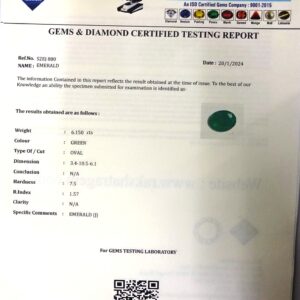 An ISO Certified Gems Company : 9001-2015
GEMS & DIAMOND CERTIFIED TESTING REPORT
Ref No. SZEJ-800
NAME : EMERALD
DATE : 20/1/2024
The information Contained in this report reflects the result obtained at the time of issue. To the best of our
Knowledge an ability the specimen submitted for examination is identified as
The results obtained are as follows :
Weight : 6.150 cts
Colour : GREEN
Type Of / Cut : OVAL
Dimension : 3.4-10.5-6.1
Conclusion : N/A
Hardness : 7.5
R.Index : 1.57
Clarity : N/A
Specific Comments : EMERALD (J)
For GEMS TESTING LABORATORY